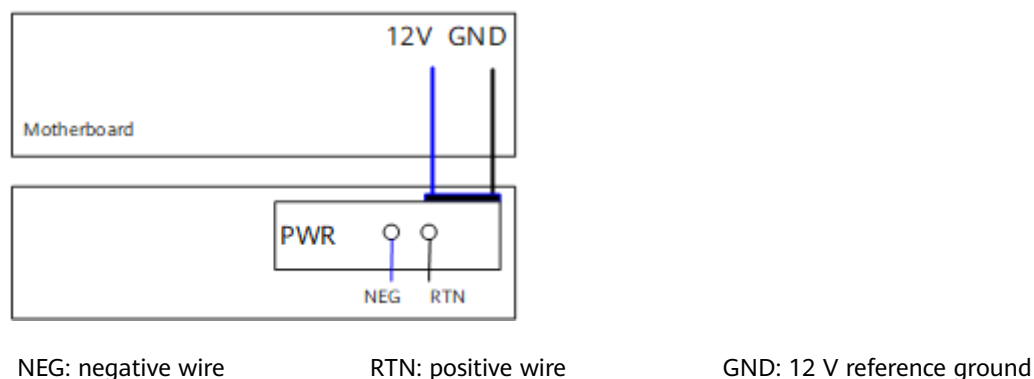 12V GND
Motherboard
PWR
NEG RTN
NEG: negative wire RTN: positive wire GND: 12 V reference ground